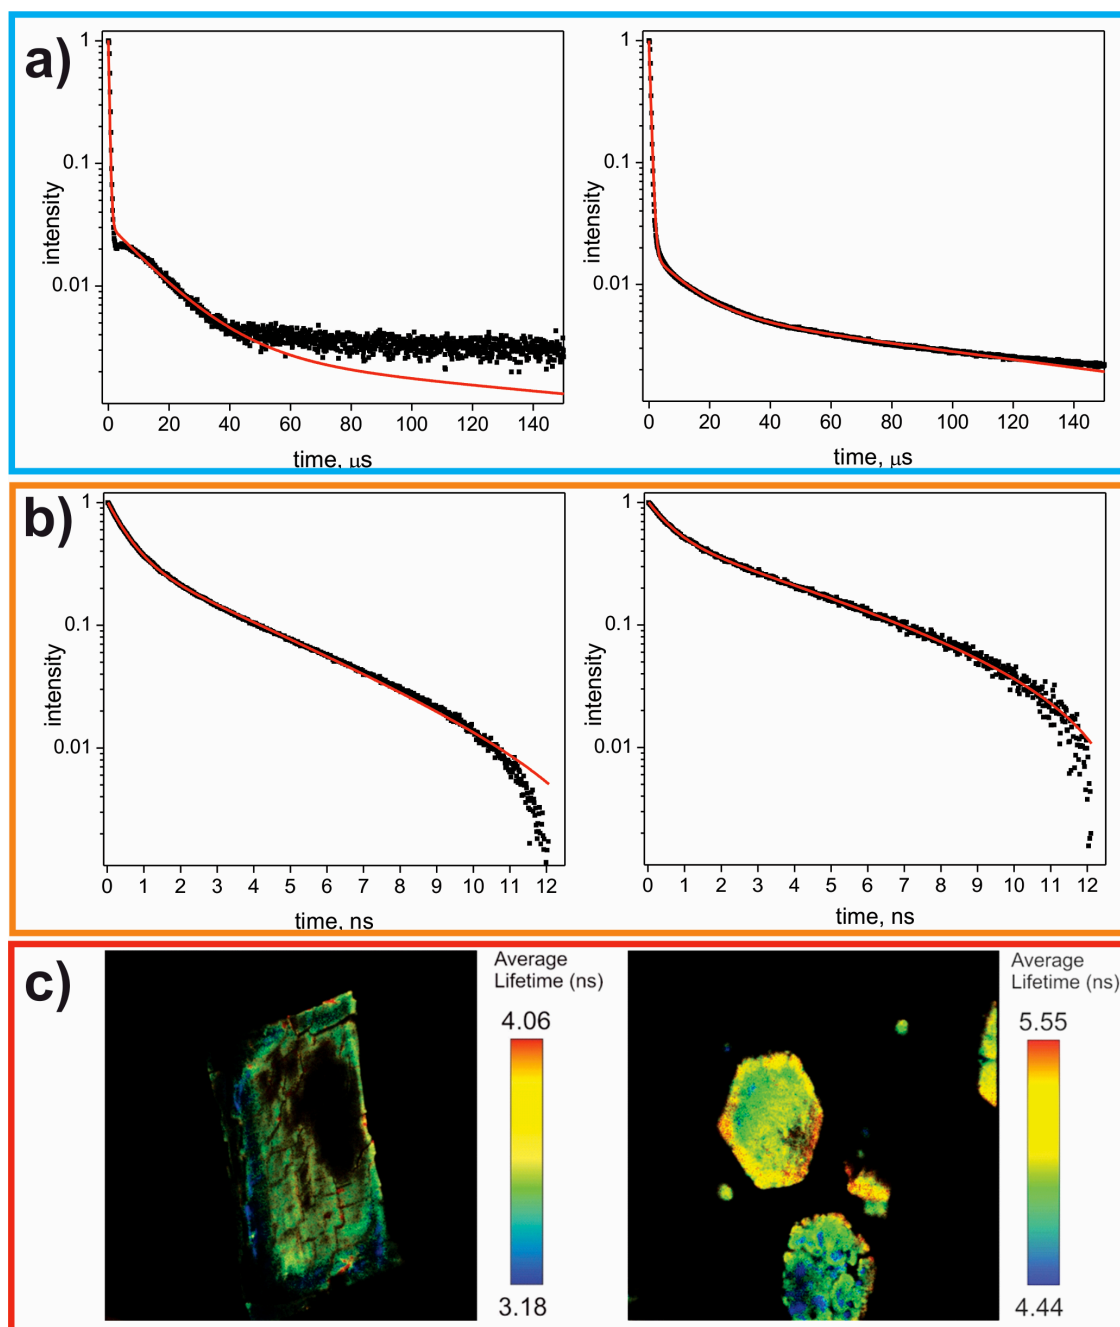 a)
1
0.1
0.01
intensity
0 20 40 60 80 100 120 140
time, μs
1
0.1
0.01
intensity
0 20 40 60 80 100 120 140
time, μs
b)
1
0.1
0.01
intensity
0 1 2 3 4 5 6 7 8 9 10 11 12
time, ns
1
0.1
0.01
intensity
0 1 2 3 4 5 6 7 8 9 10 11 12
time, ns
c)
Average
Lifetime (ns)
4.06
3.18
Average
Lifetime (ns)
5.55
4.44